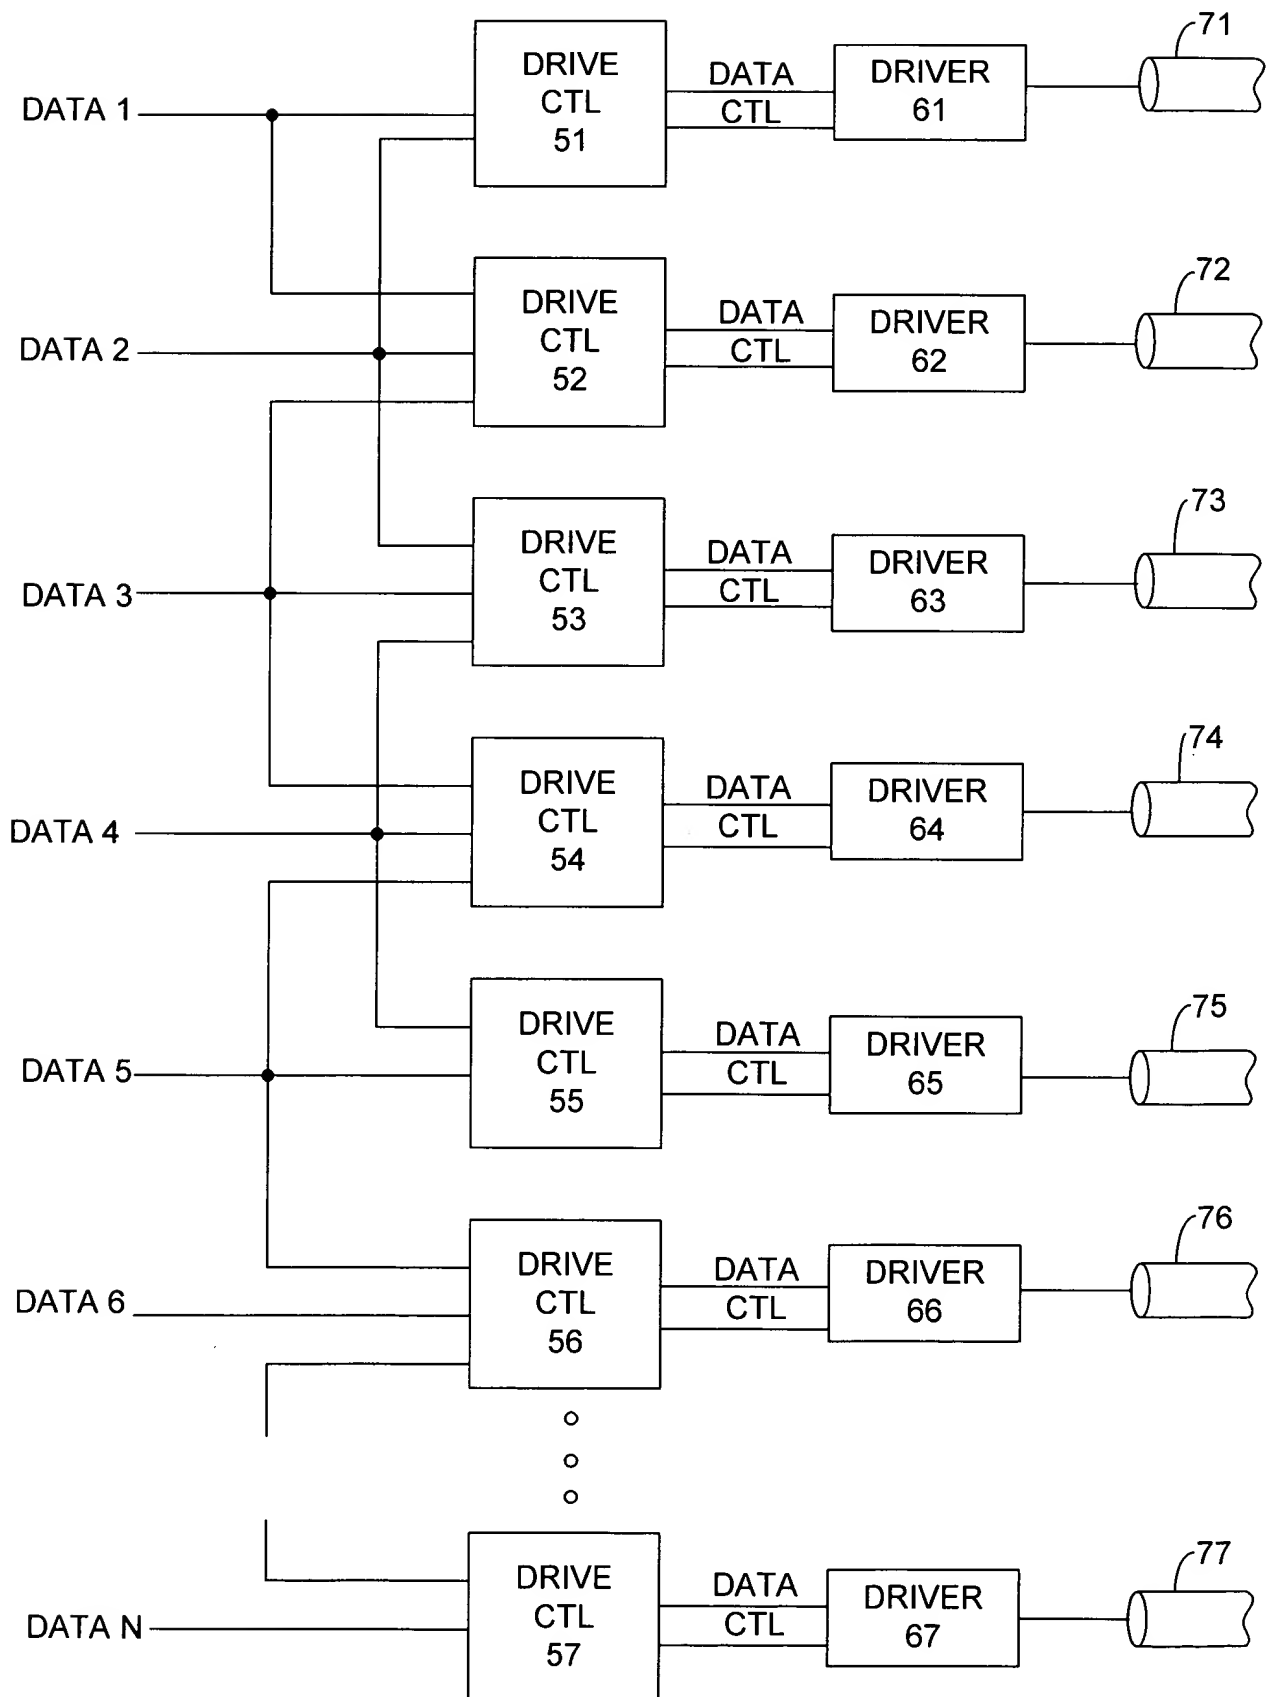 71
DRIVE
CTL
51
DATA
CTL
DRIVER
61
DATA 1
72
DRIVE
CTL
52
DATA
CTL
DRIVER
62
DATA 2
73
DRIVE
CTL
53
DATA
CTL
DRIVER
63
DATA 3
74
DRIVE
CTL
54
DATA
CTL
DRIVER
64
DATA 4
75
DRIVE
CTL
55
DATA
CTL
DRIVER
65
DATA 5
76
DRIVE
CTL
56
DATA
CTL
DRIVER
66
DATA 6
77
DRIVE
CTL
57
DATA
CTL
DRIVER
67
DATA N